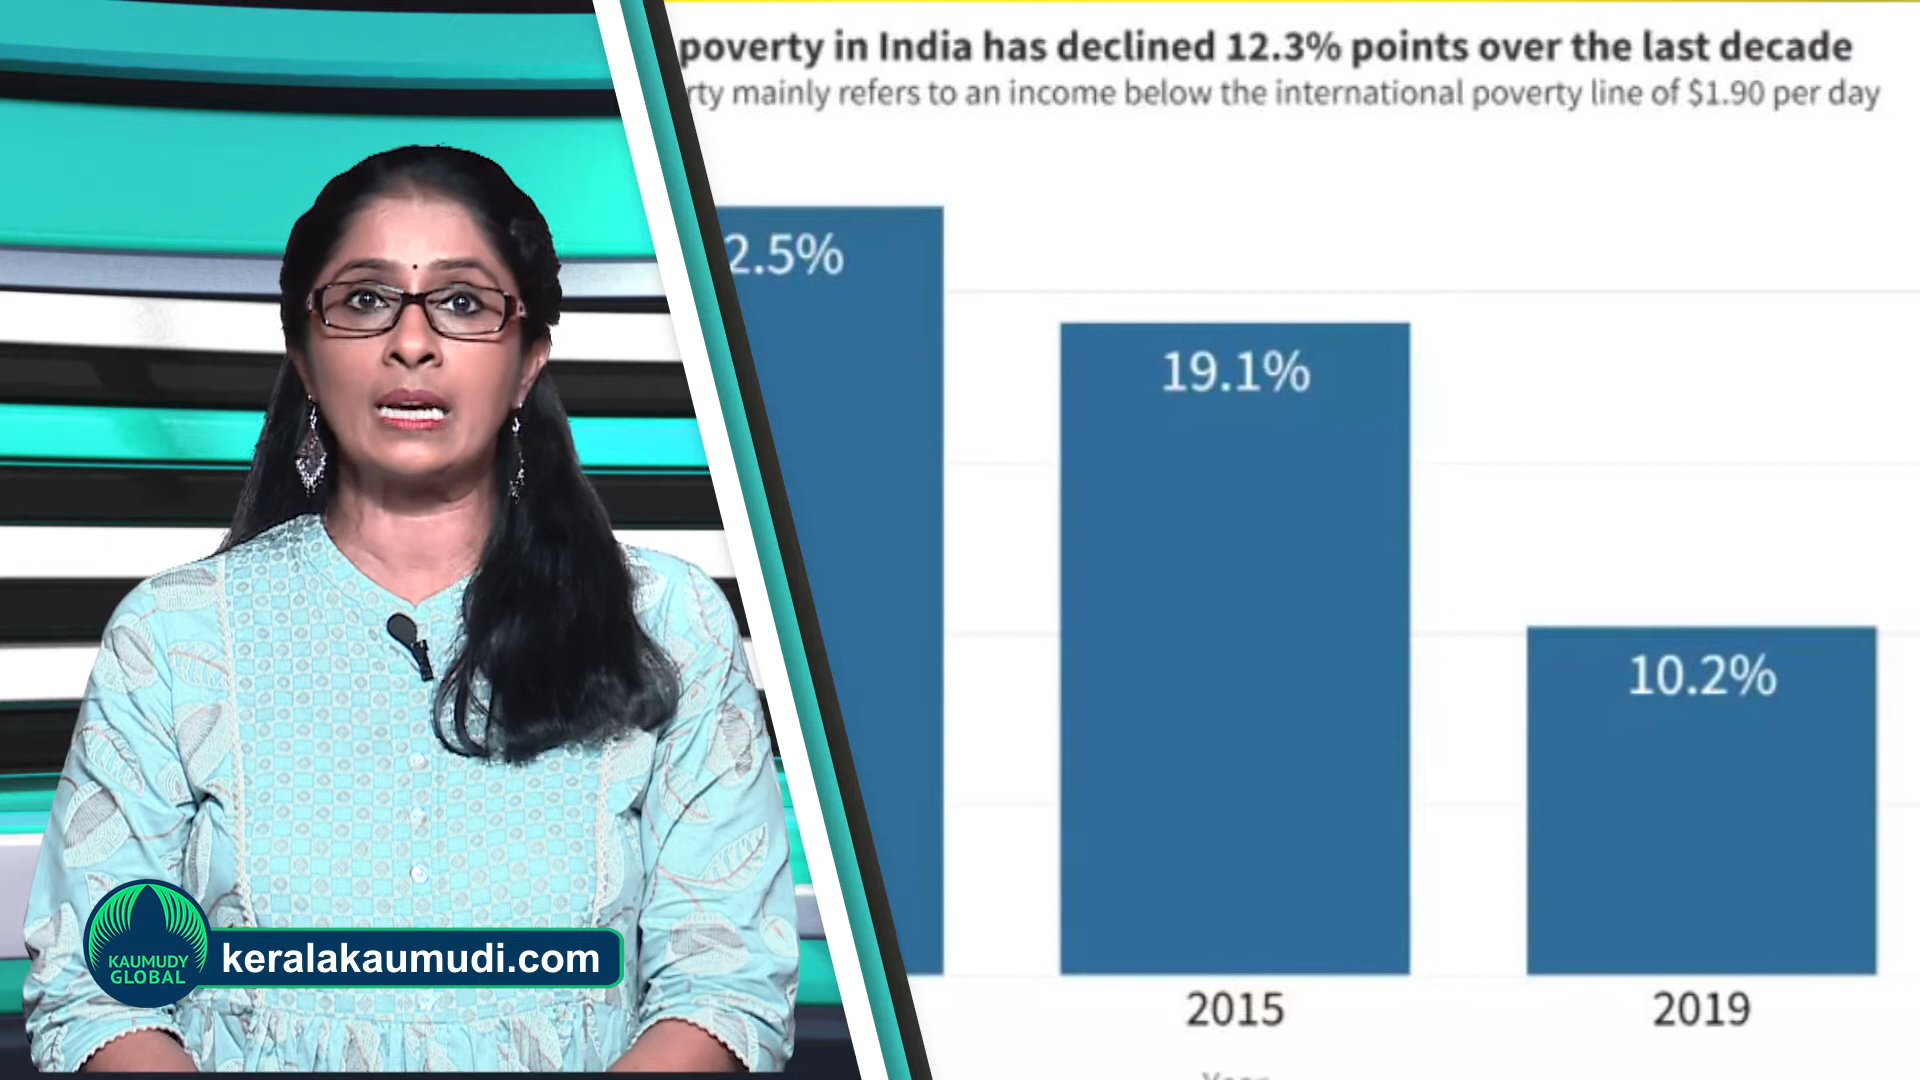 poverty in India has declined 12.3% points over the last decade
rty mainly refers to an income below the international poverty line of $1.90 per day
2.5%
19.1%
10.2%
2015
2019
KAUMUDY
GLOBAL
keralakaumudi.com